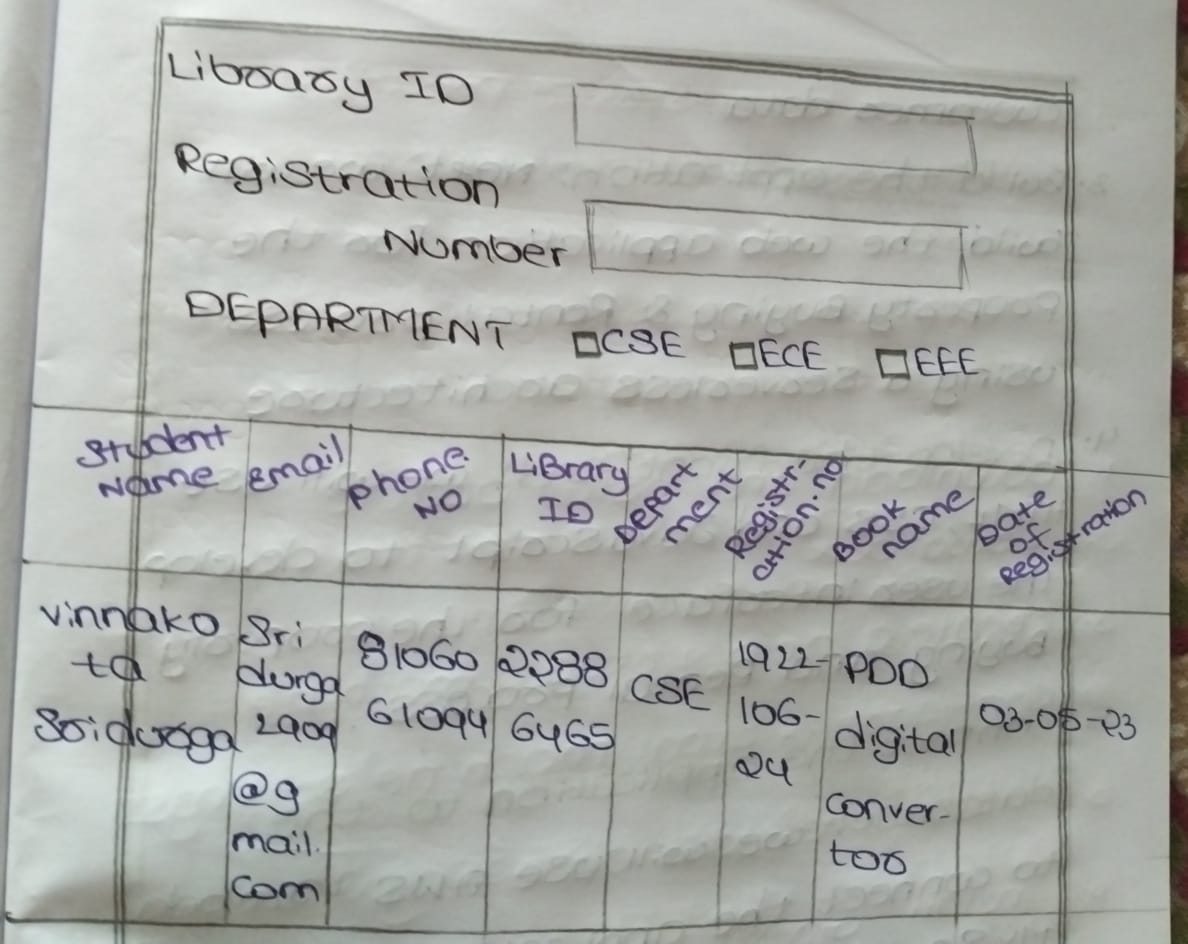 Library ID
Registration
Number
DEPARTMENT □CSE □ECE □EEE
Student
Name
Email
Phone
NO
LiBrary
ID
Depart
ment
Registr-
ation.no
Book
name
Date
of
Registration
vinnako
ta
Sridurga
Sri
durga
2909
@g
mail.
com
81060
61094
2288
6465
CSE
1922-
106-
24
PDD
digital
conver-
tor
03-05-23